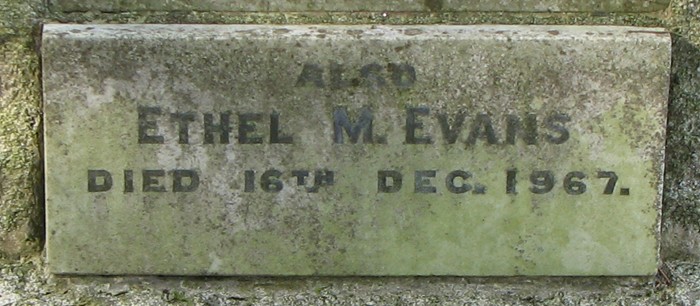 ALSO
ETHEL M. EVANS
DIED 16TH DEC. 1967.